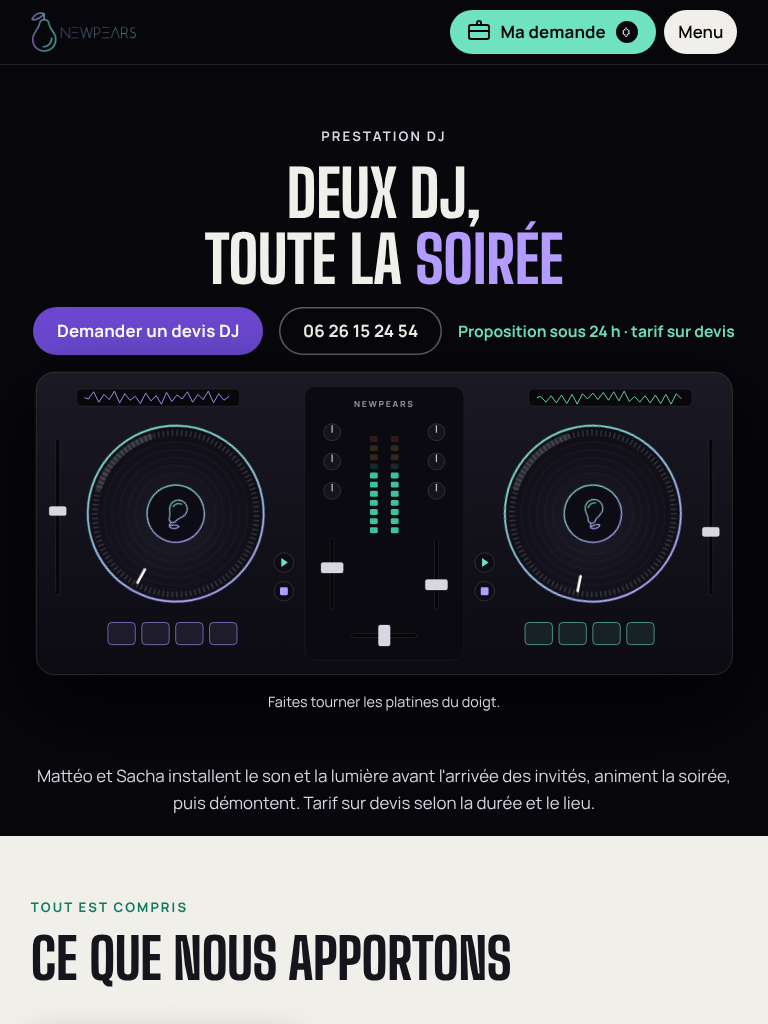 NEWPEARS
Ma demande
Menu
PRESTATION DJ
DEUX DJ,
TOUTE LA SOIRÉE
Demander un devis DJ
06 26 15 24 54
Proposition sous 24 h · tarif sur devis
NEWPEARS
Faites tourner les platines du doigt.
Mattéo et Sacha installent le son et la lumière avant l'arrivée des invités, animent la soirée,
puis démontent. Tarif sur devis selon la durée et le lieu.
TOUT EST COMPRIS
CE QUE NOUS APPORTONS